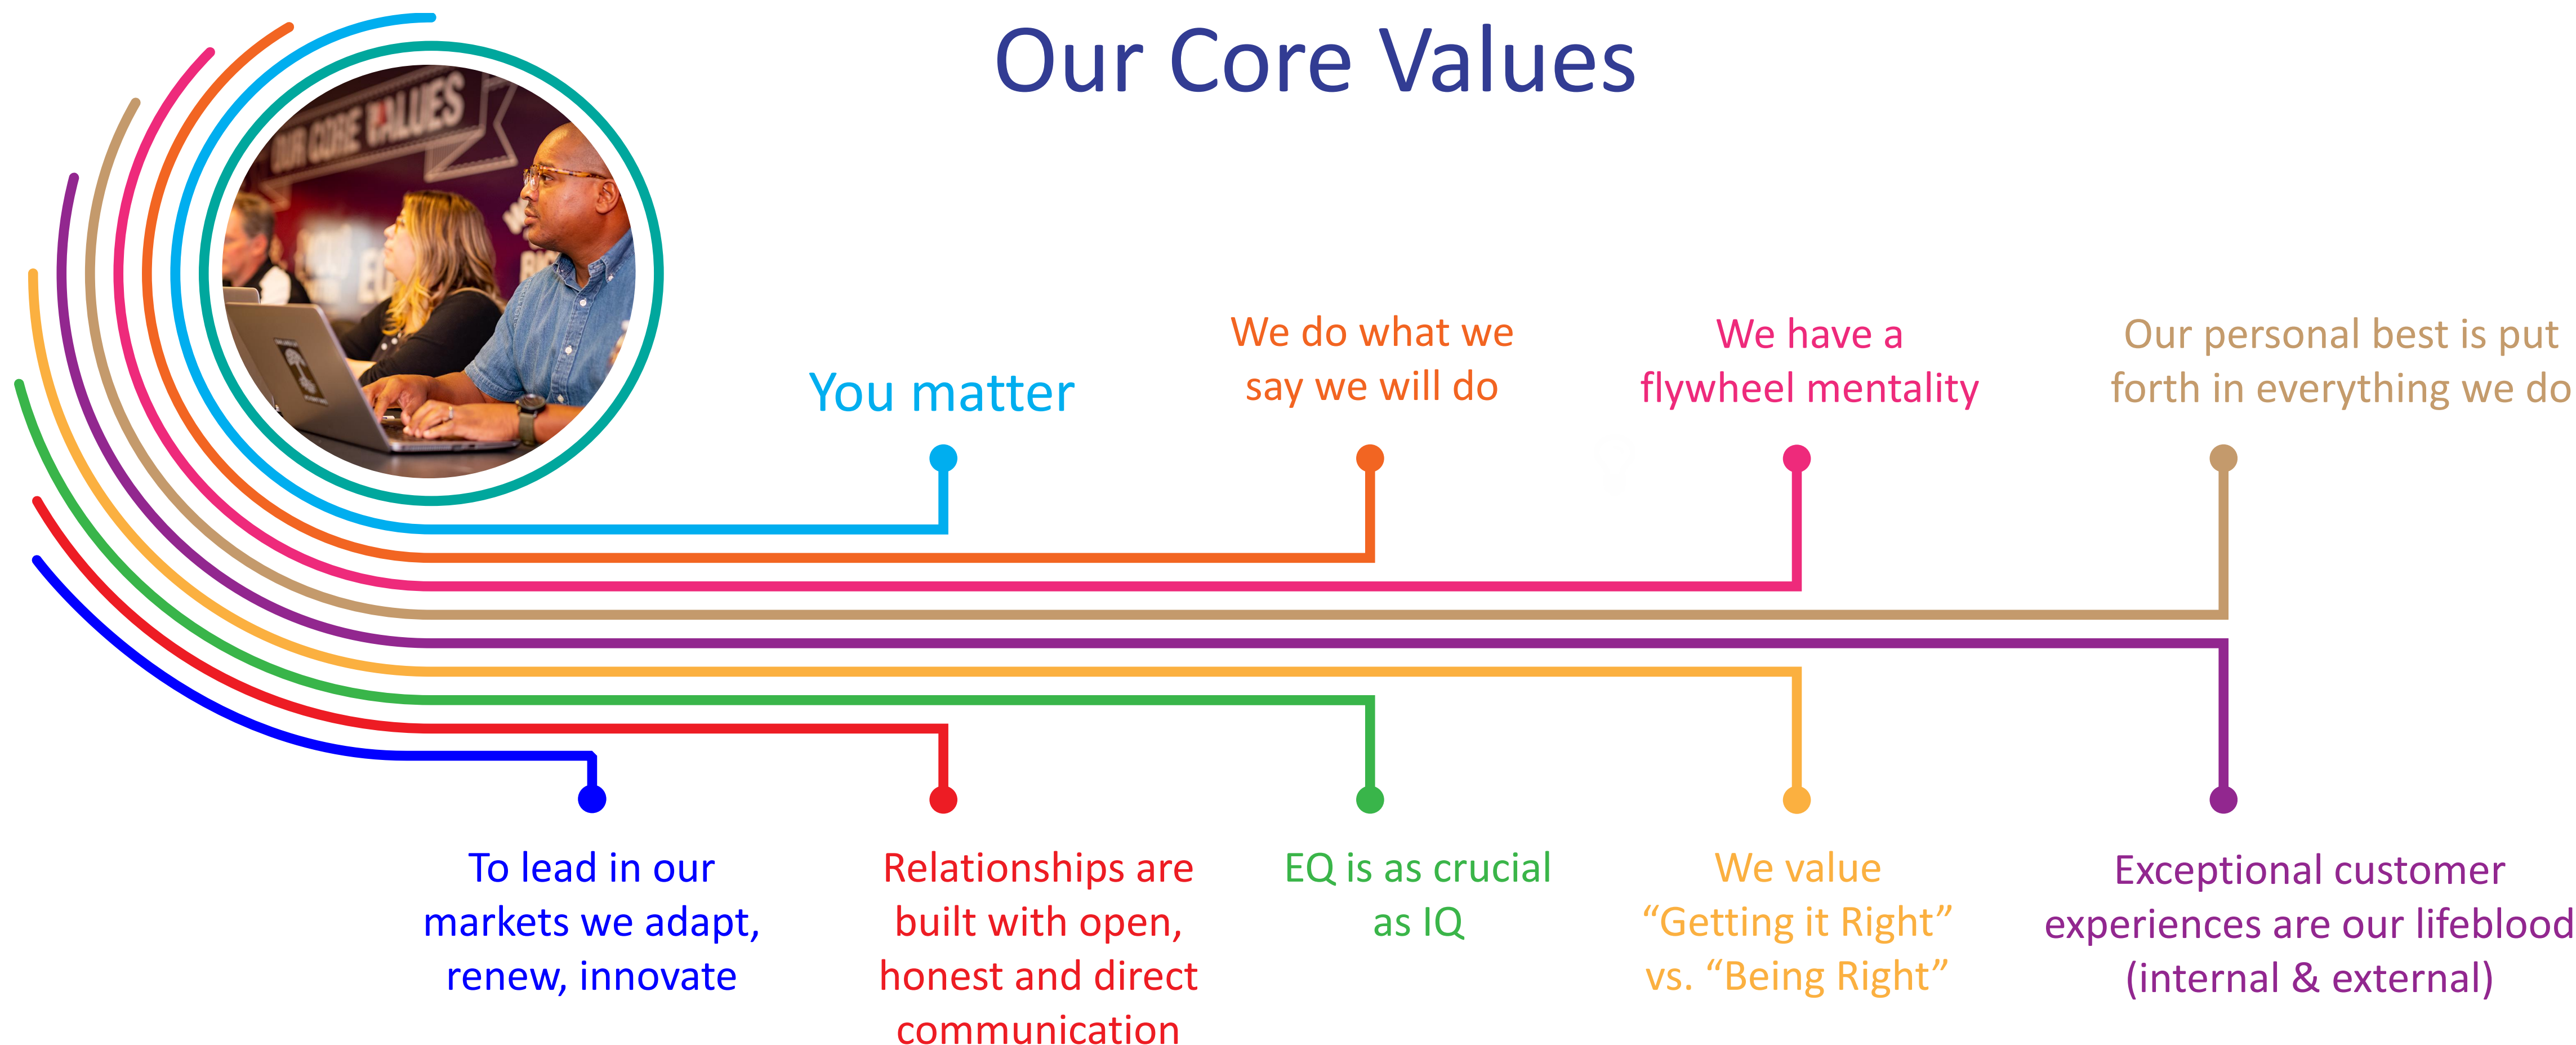 Our Core Values
OUR CORE VALUES
You matter
We do what we
say we will do
We have a
flywheel mentality
Our personal best is put
forth in everything we do
To lead in our
markets we adapt,
renew, innovate
Relationships are
built with open,
honest and direct
communication
EQ is as crucial
as IQ
We value
“Getting it Right”
vs. “Being Right”
Exceptional customer
experiences are our lifeblood
(internal & external)